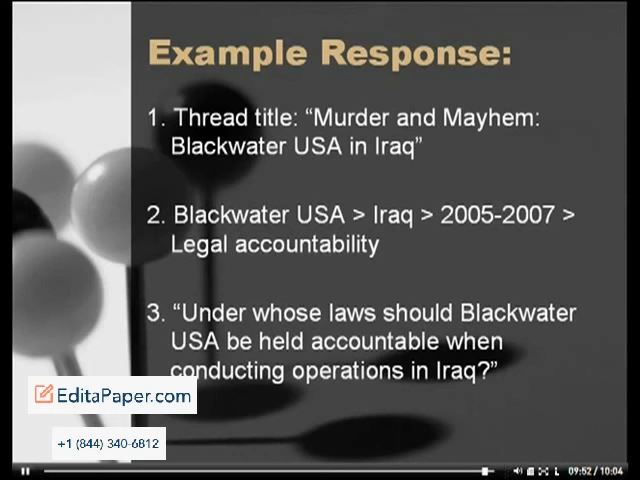 Example Response:
1. Thread title: “Murder and Mayhem:
Blackwater USA in Iraq”
2. Blackwater USA > Iraq > 2005-2007 >
Legal accountability
3. “Under whose laws should Blackwater
USA be held accountable when
conducting operations in Iraq?”
EditaPaper.com
+1 (844) 340-6812
09:52 / 10:04